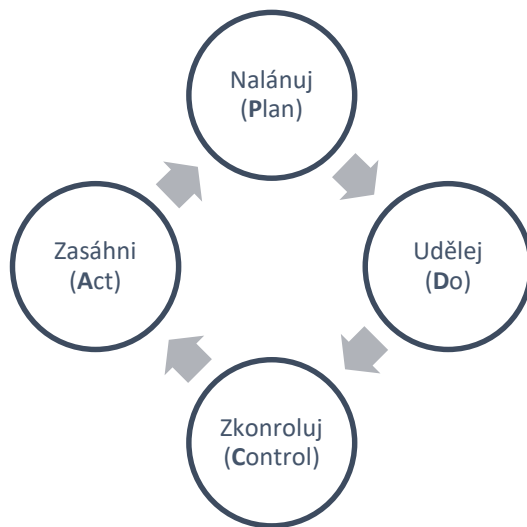 Nalánuj
(Plan)
Udělej
(Do)
Zkonroluj
(Control)
Zasáhni
(Act)